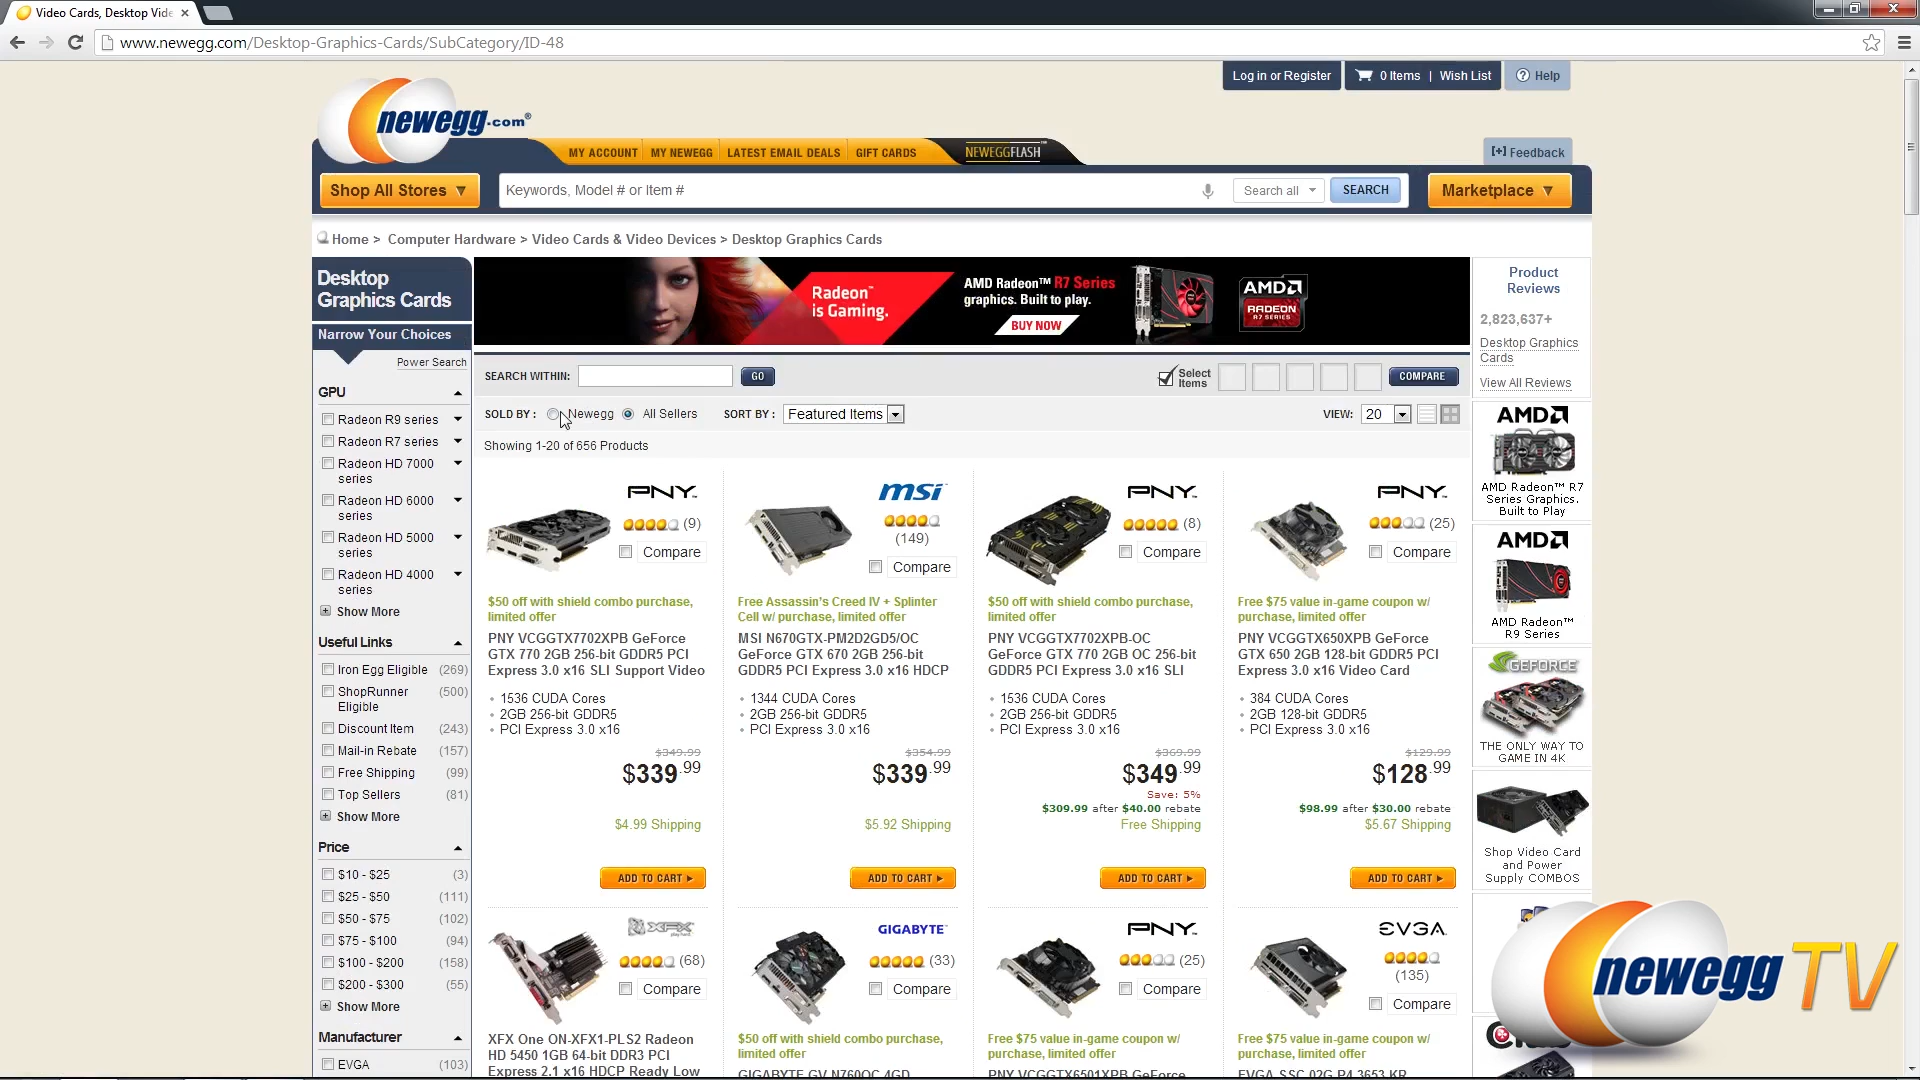 Video Cards, Desktop Vide
www.newegg.com/Desktop-Graphics-Cards/SubCategory/ID-48
Log in or Register
0 Items | Wish List
? Help
newegg.com®
MY ACCOUNT
MY NEWEGG
LATEST EMAIL DEALS
GIFT CARDS
NEWEGGFLASH
[+] Feedback
Shop All Stores ▼
Keywords, Model # or Item #
Search all
SEARCH
Marketplace ▼
Home > Computer Hardware > Video Cards & Video Devices > Desktop Graphics Cards
Desktop
Graphics Cards
Narrow Your Choices
Power Search
GPU
Radeon R9 series
Radeon R7 series
Radeon HD 7000
series
Radeon HD 6000
series
Radeon HD 5000
series
Radeon HD 4000
series
Show More
Useful Links
Iron Egg Eligible (269)
ShopRunner (500)
Eligible
Discount Item (243)
Mail-in Rebate (157)
Free Shipping (99)
Top Sellers (81)
Show More
Price
$10 - $25 (3)
$25 - $50 (111)
$50 - $75 (102)
$75 - $100 (94)
$100 - $200 (158)
$200 - $300 (55)
Show More
Manufacturer
EVGA (103)
Radeon™
is Gaming.
AMD Radeon™ R7 Series
graphics. Built to play.
BUY NOW
AMD
RADEON
R7 SERIES
SEARCH WITHIN:
GO
Select
Items
COMPARE
SOLD BY : Newegg All Sellers
SORT BY : Featured Items
VIEW: 20
Showing 1-20 of 656 Products
PNY
(9)
Compare
$50 off with shield combo purchase,
limited offer
PNY VCGGTX7702XPB GeForce
GTX 770 2GB 256-bit GDDR5 PCI
Express 3.0 x16 SLI Support Video
1536 CUDA Cores
2GB 256-bit GDDR5
PCI Express 3.0 x16
$349.99
$339.99
$4.99 Shipping
ADD TO CART
msi
(149)
Compare
Free Assassin's Creed IV + Splinter
Cell w/ purchase, limited offer
MSI N670GTX-PM2D2GD5/OC
GeForce GTX 670 2GB 256-bit
GDDR5 PCI Express 3.0 x16 HDCP
1344 CUDA Cores
2GB 256-bit GDDR5
PCI Express 3.0 x16
$354.99
$339.99
$5.92 Shipping
ADD TO CART
PNY
(8)
Compare
$50 off with shield combo purchase,
limited offer
PNY VCGGTX7702XPB-OC
GeForce GTX 770 2GB OC 256-bit
GDDR5 PCI Express 3.0 x16 SLI
1536 CUDA Cores
2GB 256-bit GDDR5
PCI Express 3.0 x16
$369.99
$349.99
Save: 5%
$309.99 after $40.00 rebate
Free Shipping
ADD TO CART
PNY
(25)
Compare
Free $75 value in-game coupon w/
purchase, limited offer
PNY VCGGTX650XPB GeForce
GTX 650 2GB 128-bit GDDR5 PCI
Express 3.0 x16 Video Card
384 CUDA Cores
2GB 128-bit GDDR5
PCI Express 3.0 x16
$129.99
$128.99
$98.99 after $30.00 rebate
$5.67 Shipping
ADD TO CART
XFX
(68)
Compare
XFX One ON-XFX1-PLS2 Radeon
HD 5450 1GB 64-bit DDR3 PCI
Express 2.1 x16 HDCP Ready Low
GIGABYTE
(33)
Compare
$50 off with shield combo purchase,
limited offer
GIGABYTE GV-N760OC-4GD
PNY
(25)
Compare
Free $75 value in-game coupon w/
purchase, limited offer
PNY VCGGTX6501XPB GeForce
EVGA
(135)
Compare
Free $75 value in-game coupon w/
purchase, limited offer
EVGA SSC 02G-P4-3653-KR
Product
Reviews
2,823,637+
Desktop Graphics
Cards
View All Reviews
AMD
AMD Radeon™ R7
Series Graphics.
Built to Play
AMD
AMD Radeon™
R9 Series
GEFORCE
THE ONLY WAY TO
GAME IN 4K
Shop Video Card
and Power
Supply COMBOS
newegg TV